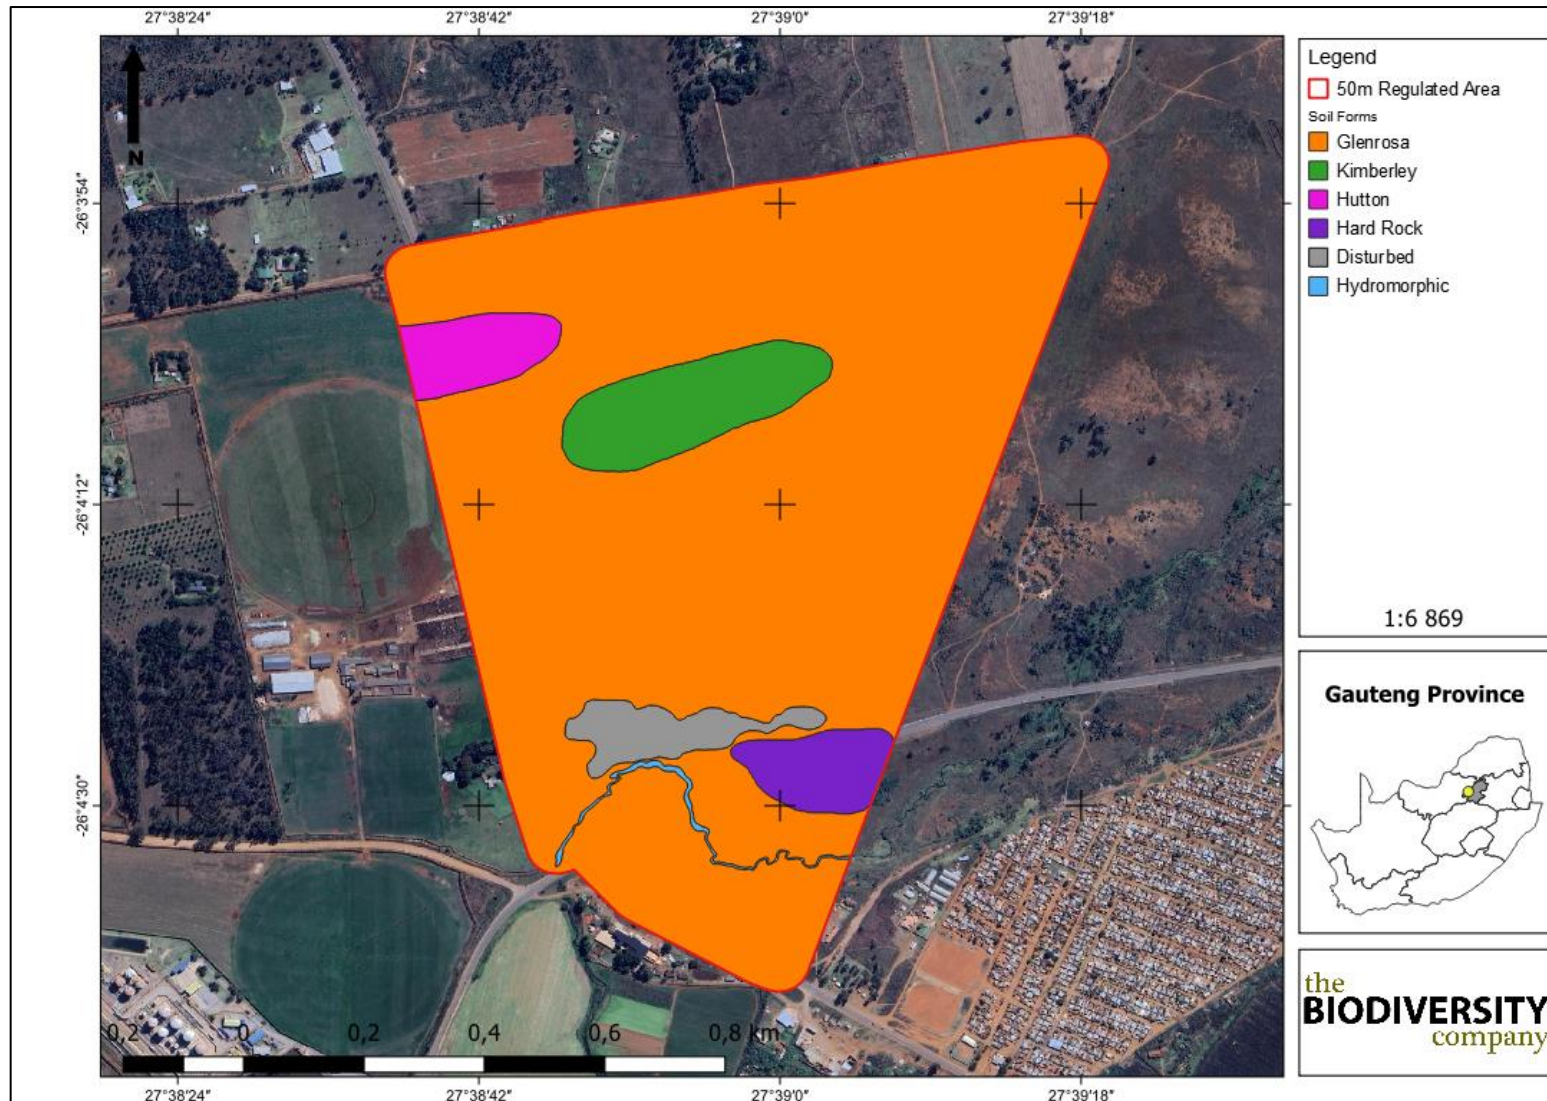 27°38'24" 27°38'42" 27°39'0" 27°39'18"
N
-26°3'54"
-26°4'12"
-26°4'30"
0,2 0 0,2 0,4 0,6 0,8 km
27°38'24" 27°38'42" 27°39'0" 27°39'18"
Legend
50m Regulated Area
Soil Forms
Glenrosa
Kimberley
Hutton
Hard Rock
Disturbed
Hydromorphic
1:6 869
Gauteng Province
the
BIODIVERSITY
company